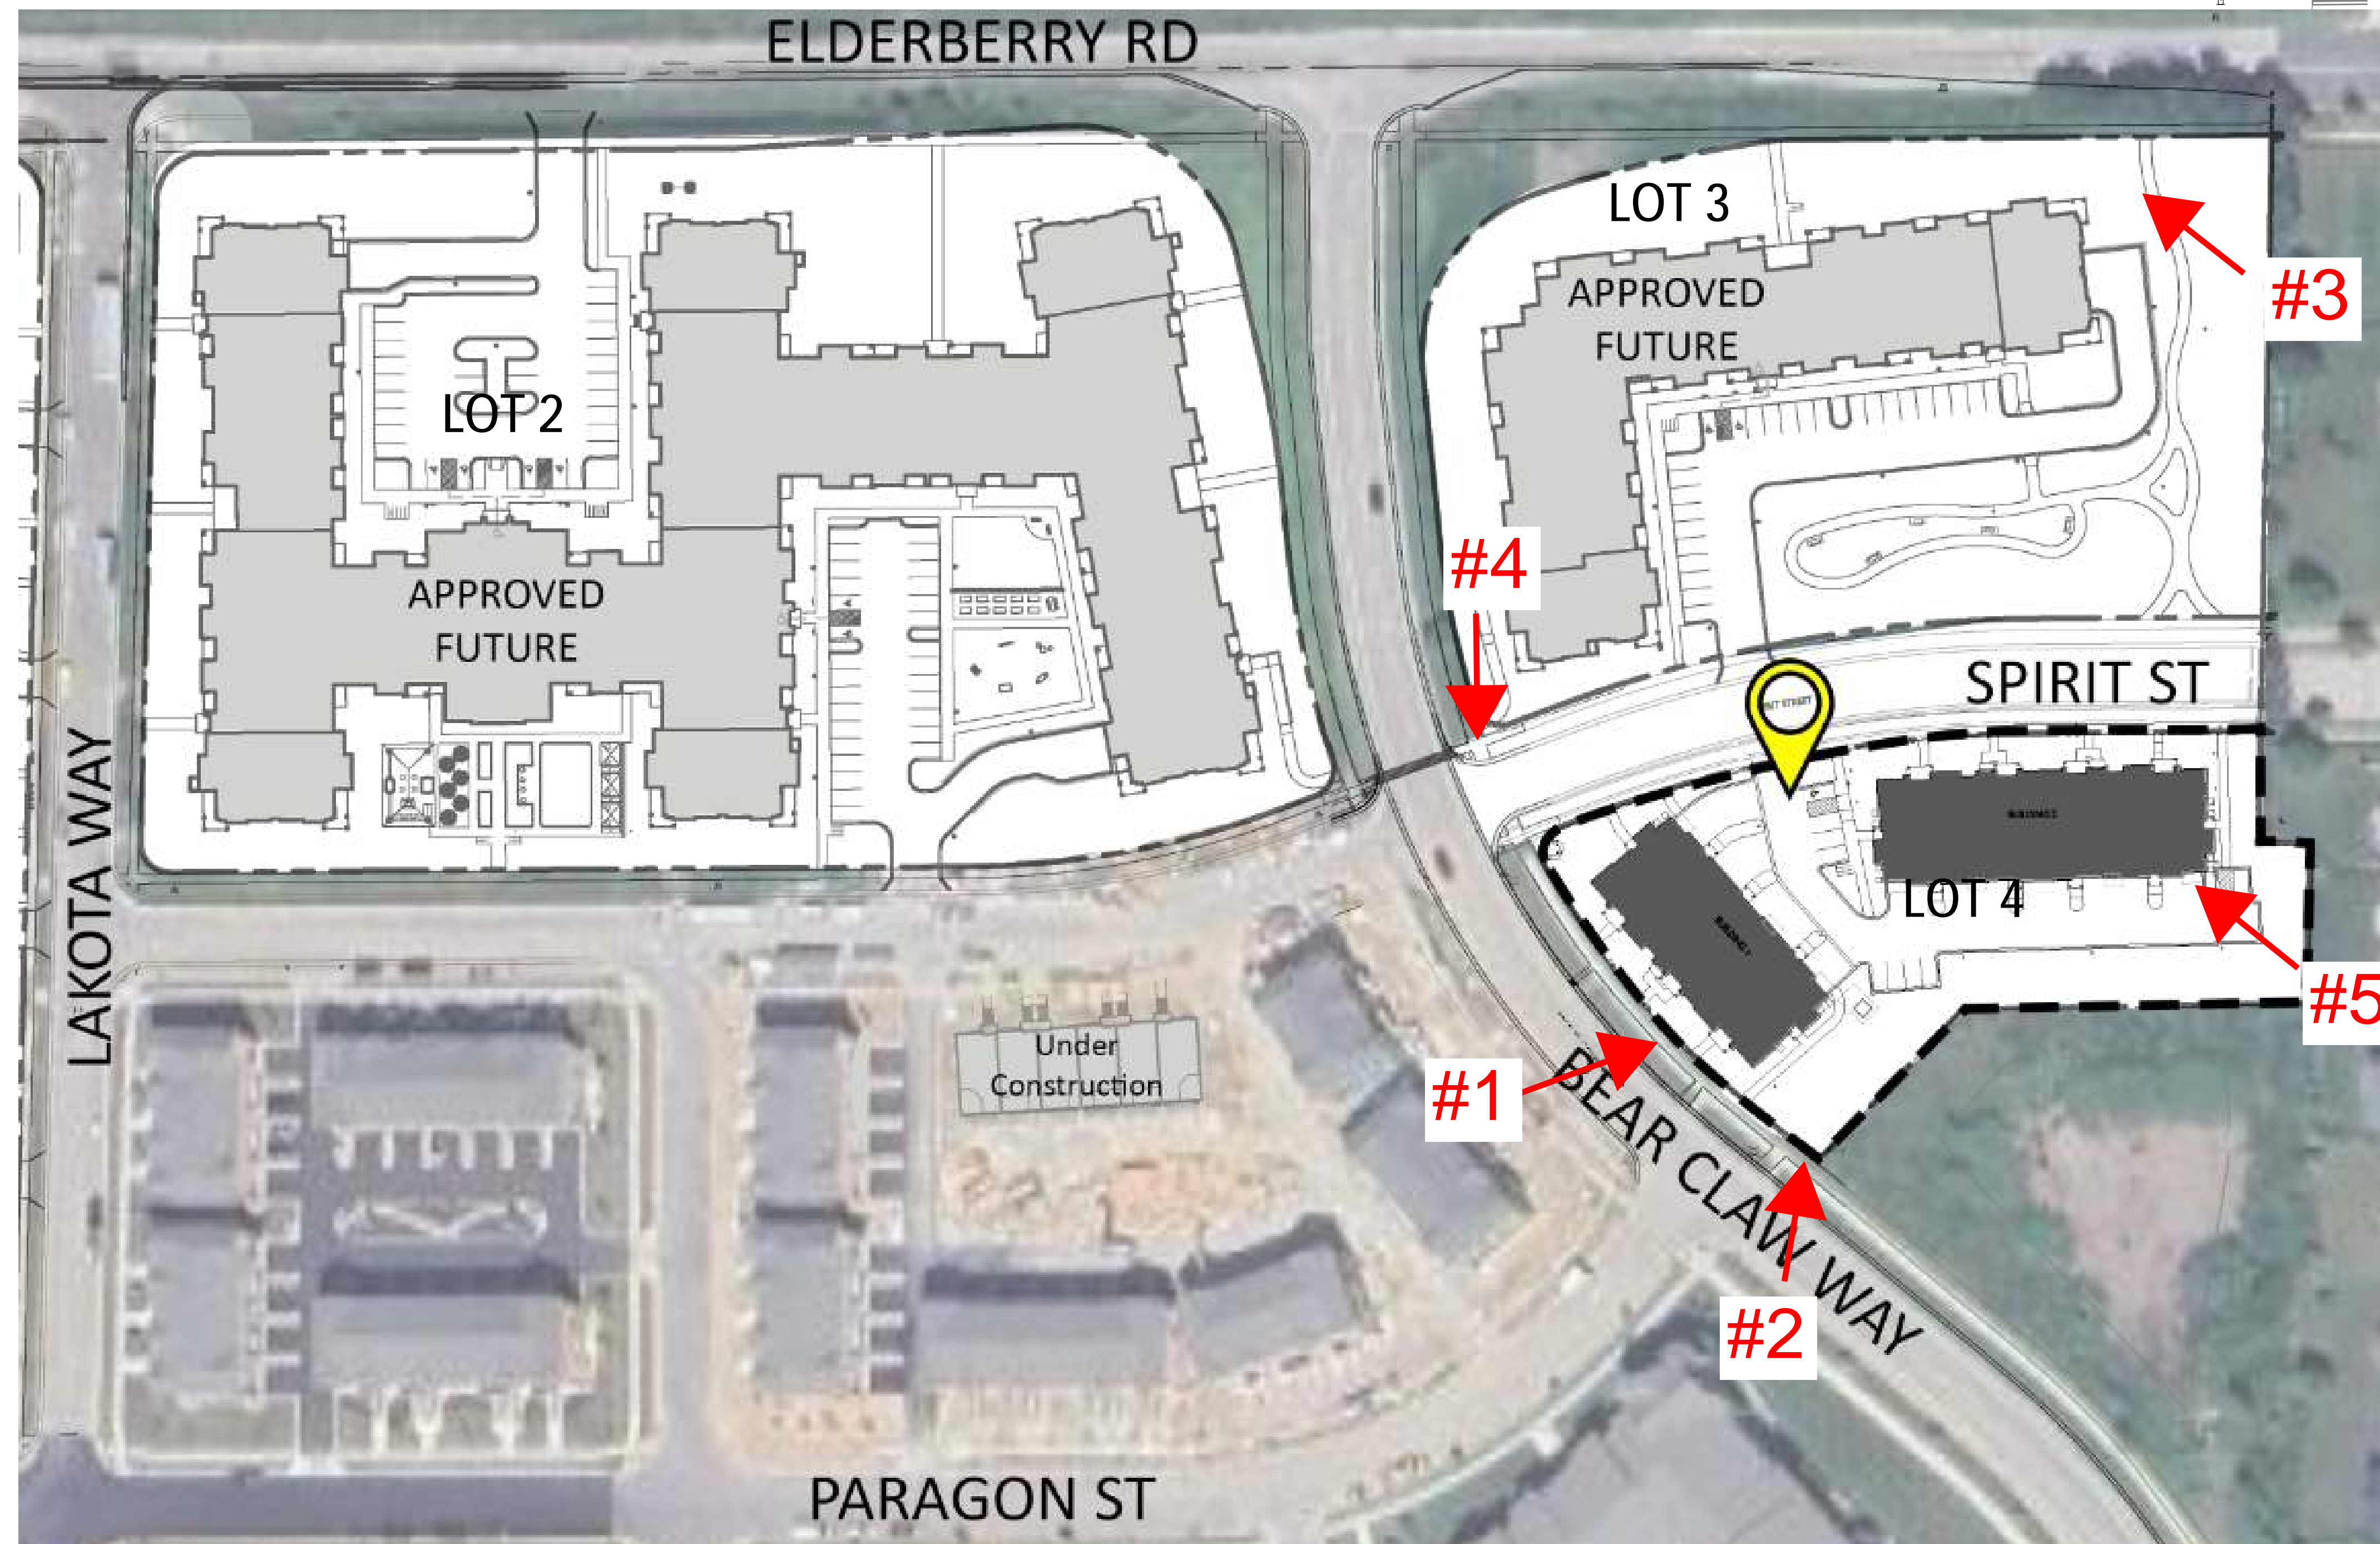 ELDERBERRY RD
LOT 3
#3
APPROVED
FUTURE
LOT 2
#4
APPROVED
FUTURE
SPIRIT ST
LAKOTA WAY
LOT 4
#5
Under
Construction
#1
BEAR CLAW WAY
#2
PARAGON ST